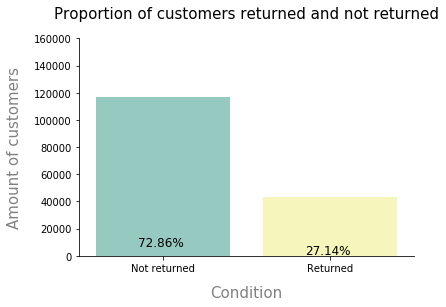 Proportion of customers returned and not returned
160000
140000
120000
100000
80000
60000
40000
20000
0
Amount of customers
72.86%
27.14%
Not returned
Returned
Condition